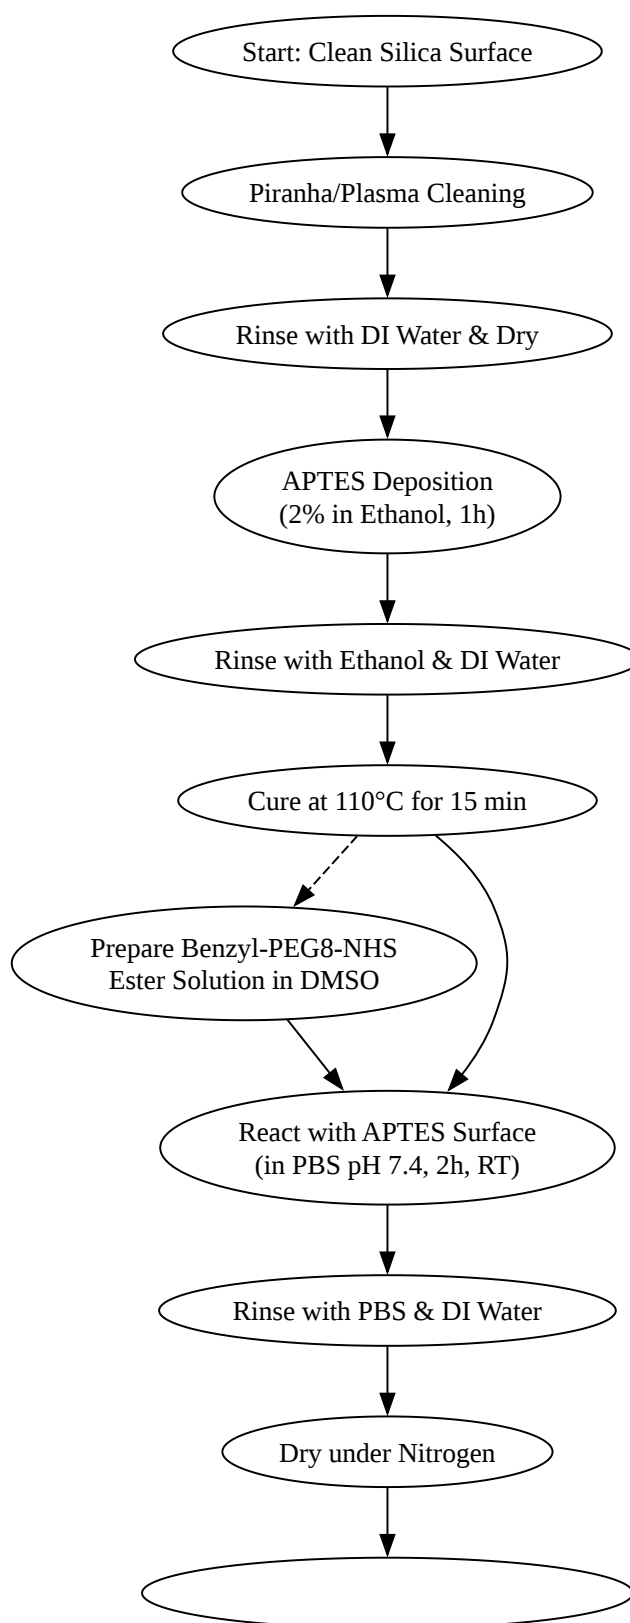 Start: Clean Silica Surface
Piranha/Plasma Cleaning
Rinse with DI Water & Dry
APTES Deposition
(2% in Ethanol, 1h)
Rinse with Ethanol & DI Water
Cure at 110°C for 15 min
Prepare Benzyl-PEG8-NHS
Ester Solution in DMSO
React with APTES Surface
(in PBS pH 7.4, 2h, RT)
Rinse with PBS & DI Water
Dry under Nitrogen